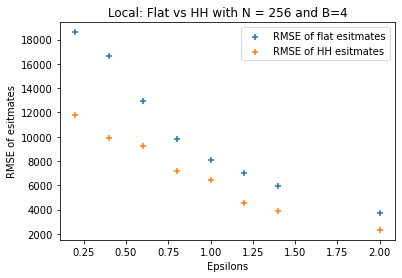 Local: Flat vs HH with N = 256 and B=4
RMSE of flat esitmates
RMSE of HH esitmates
RMSE of esitmates
18000
16000
14000
12000
10000
8000
6000
4000
2000
0.25 0.50 0.75 1.00 1.25 1.50 1.75 2.00
Epsilons